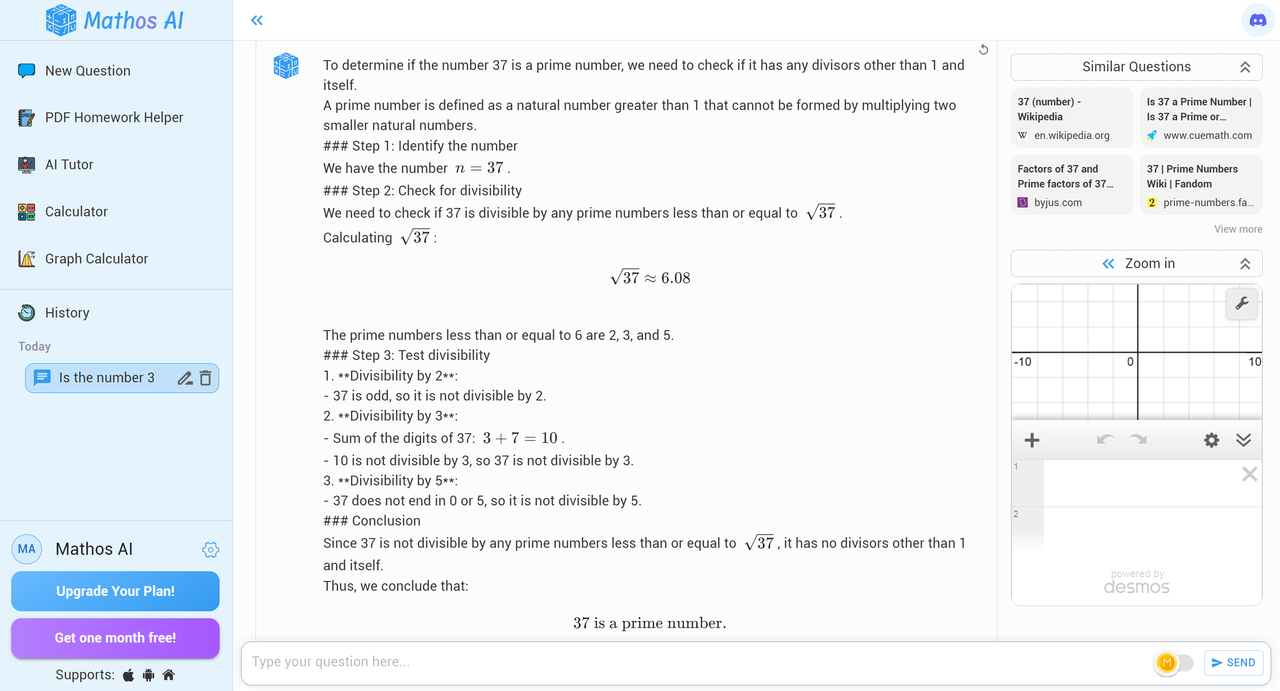 Mathos AI
New Question
PDF Homework Helper
AI Tutor
Calculator
Graph Calculator
History
Today
Is the number 3
MA
Mathos AI
Upgrade Your Plan!
Get one month free!
Supports:
To determine if the number 37 is a prime number, we need to check if it has any divisors other than 1 and
itself.
A prime number is defined as a natural number greater than 1 that cannot be formed by multiplying two
smaller natural numbers.
### Step 1: Identify the number
We have the number n = 37 .
### Step 2: Check for divisibility
We need to check if 37 is divisible by any prime numbers less than or equal to √37 .
Calculating √37 :
√37 ≈ 6.08
The prime numbers less than or equal to 6 are 2, 3, and 5.
### Step 3: Test divisibility
1. **Divisibility by 2**:
- 37 is odd, so it is not divisible by 2.
2. **Divisibility by 3**:
- Sum of the digits of 37: 3 + 7 = 10 .
- 10 is not divisible by 3, so 37 is not divisible by 3.
3. **Divisibility by 5**:
- 37 does not end in 0 or 5, so it is not divisible by 5.
### Conclusion
Since 37 is not divisible by any prime numbers less than or equal to √37 , it has no divisors other than 1
and itself.
Thus, we conclude that:
37 is a prime number.
Type your question here...
M
SEND
Similar Questions
37 (number) -
Wikipedia
W en.wikipedia.org
Is 37 a Prime Number |
Is 37 a Prime or...
www.cuemath.com
Factors of 37 and
Prime factors of 37...
byjus.com
37 | Prime Numbers
Wiki | Fandom
2 prime-numbers.fa...
View more
Zoom in
-10 0 10
1
2
powered by
desmos